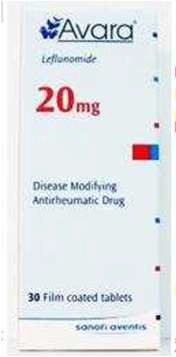 Avara®
Leflunomide
20mg
Disease Modifying
Antirheumatic Drug
30 Film coated tablets
sanofi aventis